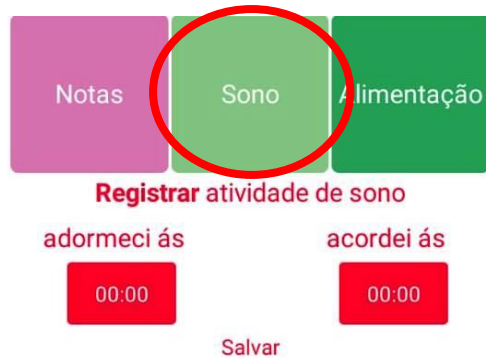 Notas Sono Alimentação
Registrar atividade de sono
adormeci ás acordei ás
00:00 00:00
Salvar